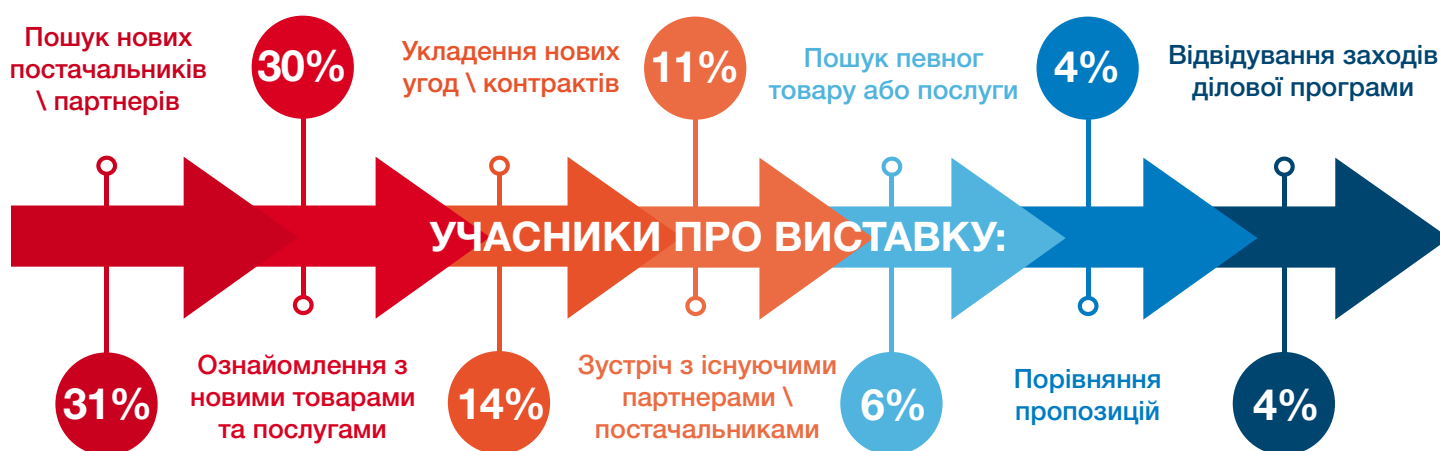 Пошук нових
постачальників
\ партнерів
31%
30%
Ознайомлення з
новими товарами
та послугами
Укладення нових
угод \ контрактів
14%
11%
Зустріч з існуючими
партнерами \
постачальниками
Пошук певног
товару або послуги
6%
4%
Порівняння
пропозицій
Відвідування заходів
ділової програми
4%
УЧАСНИКИ ПРО ВИСТАВКУ: